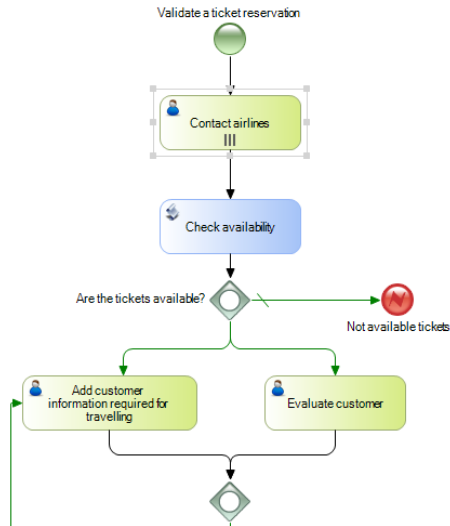 Validate a ticket reservation
Contact airlines
Check availability
Are the tickets available?
Not available tickets
Add customer
information required for
travelling
Evaluate customer